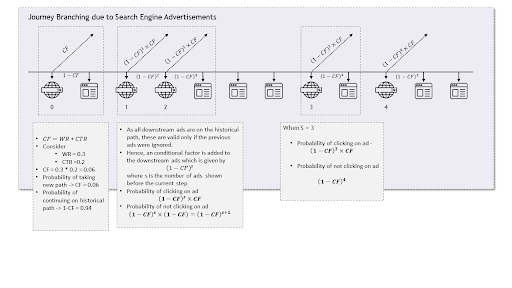 Journey Branching due to Search Engine Advertisements
CF
(1 − CF)¹ × CF
(1 − CF)² × CF
(1 − CF)³ × CF
(1 − CF)⁴ × CF
1 − CF
(1 − CF)²
(1 − CF)³
(1 − CF)⁴
(1 − CF)⁵
0
1
2
3
4
• CF = WR * CTR
• Consider
• WR = 0.3
• CTR =0.2
• CF = 0.3 * 0.2 = 0.06
• Probability of taking
new path -> CF = 0.06
• Probability of
continuing on historical
path -> 1-CF = 0.94
• As all downstream ads are on the historical
path, these are valid only if the previous
ads were ignored.
• Hence, an conditional factor is added to
the downstream ads which is given by
(1 − CF)ˢ
where s is the number of ads shown
before the current step
• Probability of clicking on ad
(1 − CF)ˢ × CF
• Probability of not clicking on ad
(1 − CF)ˢ × (1 − CF) = (1 − CF)ˢ⁺¹
When S = 3
• Probability of clicking on ad-
(1 − CF)³ × CF
• Probability of not clicking on ad
(1 − CF)⁴